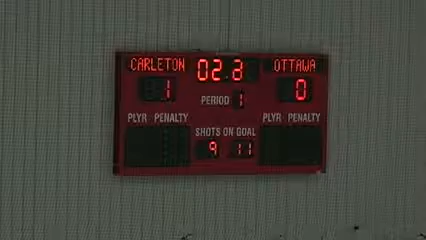 CARLETON 02.3 OTTAWA
1 0
PERIOD 1
PLYR PENALTY PLYR PENALTY
SHOTS ON GOAL
9 11